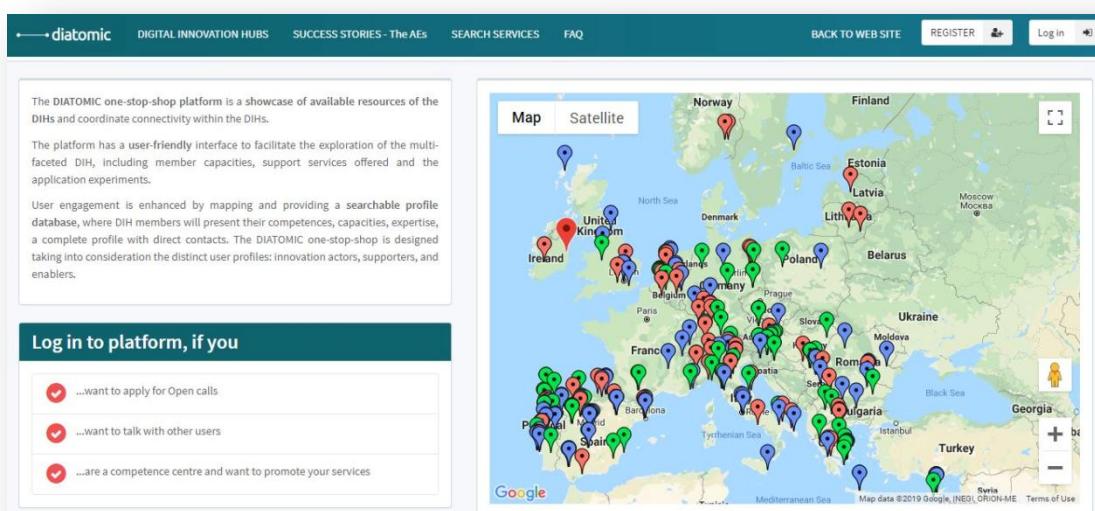 diatomic
DIGITAL INNOVATION HUBS
SUCCESS STORIES - The AEs
SEARCH SERVICES
FAQ
BACK TO WEB SITE
REGISTER
Log in
The DIATOMIC one-stop-shop platform is a showcase of available resources of the
DIHs and coordinate connectivity within the DIHs.
The platform has a user-friendly interface to facilitate the exploration of the multi-
faceted DIH, including member capacities, support services offered and the
application experiments.
User engagement is enhanced by mapping and providing a searchable profile
database, where DIH members will present their competences, capacities, expertise,
a complete profile with direct contacts. The DIATOMIC one-stop-shop is designed
taking into consideration the distinct user profiles: innovation actors, supporters, and
enablers.
Log in to platform, if you
...want to apply for Open calls
...want to talk with other users
...are a competence centre and want to promote your services
Map
Satellite
Norway
Finland
Baltic Sea
Estonia
Latvia
Moscow
Москва
North Sea
Denmark
United
Kingdom
Ireland
Poland
Belarus
Belgium
Prague
Paris
Ukraine
Moldova
Black Sea
Georgia
Istanbul
Turkey
Tyrrhenian Sea
Syria
Mediterranean Sea
Google
Map data ©2019 Google, INEGI, ORION-ME
Terms of Use